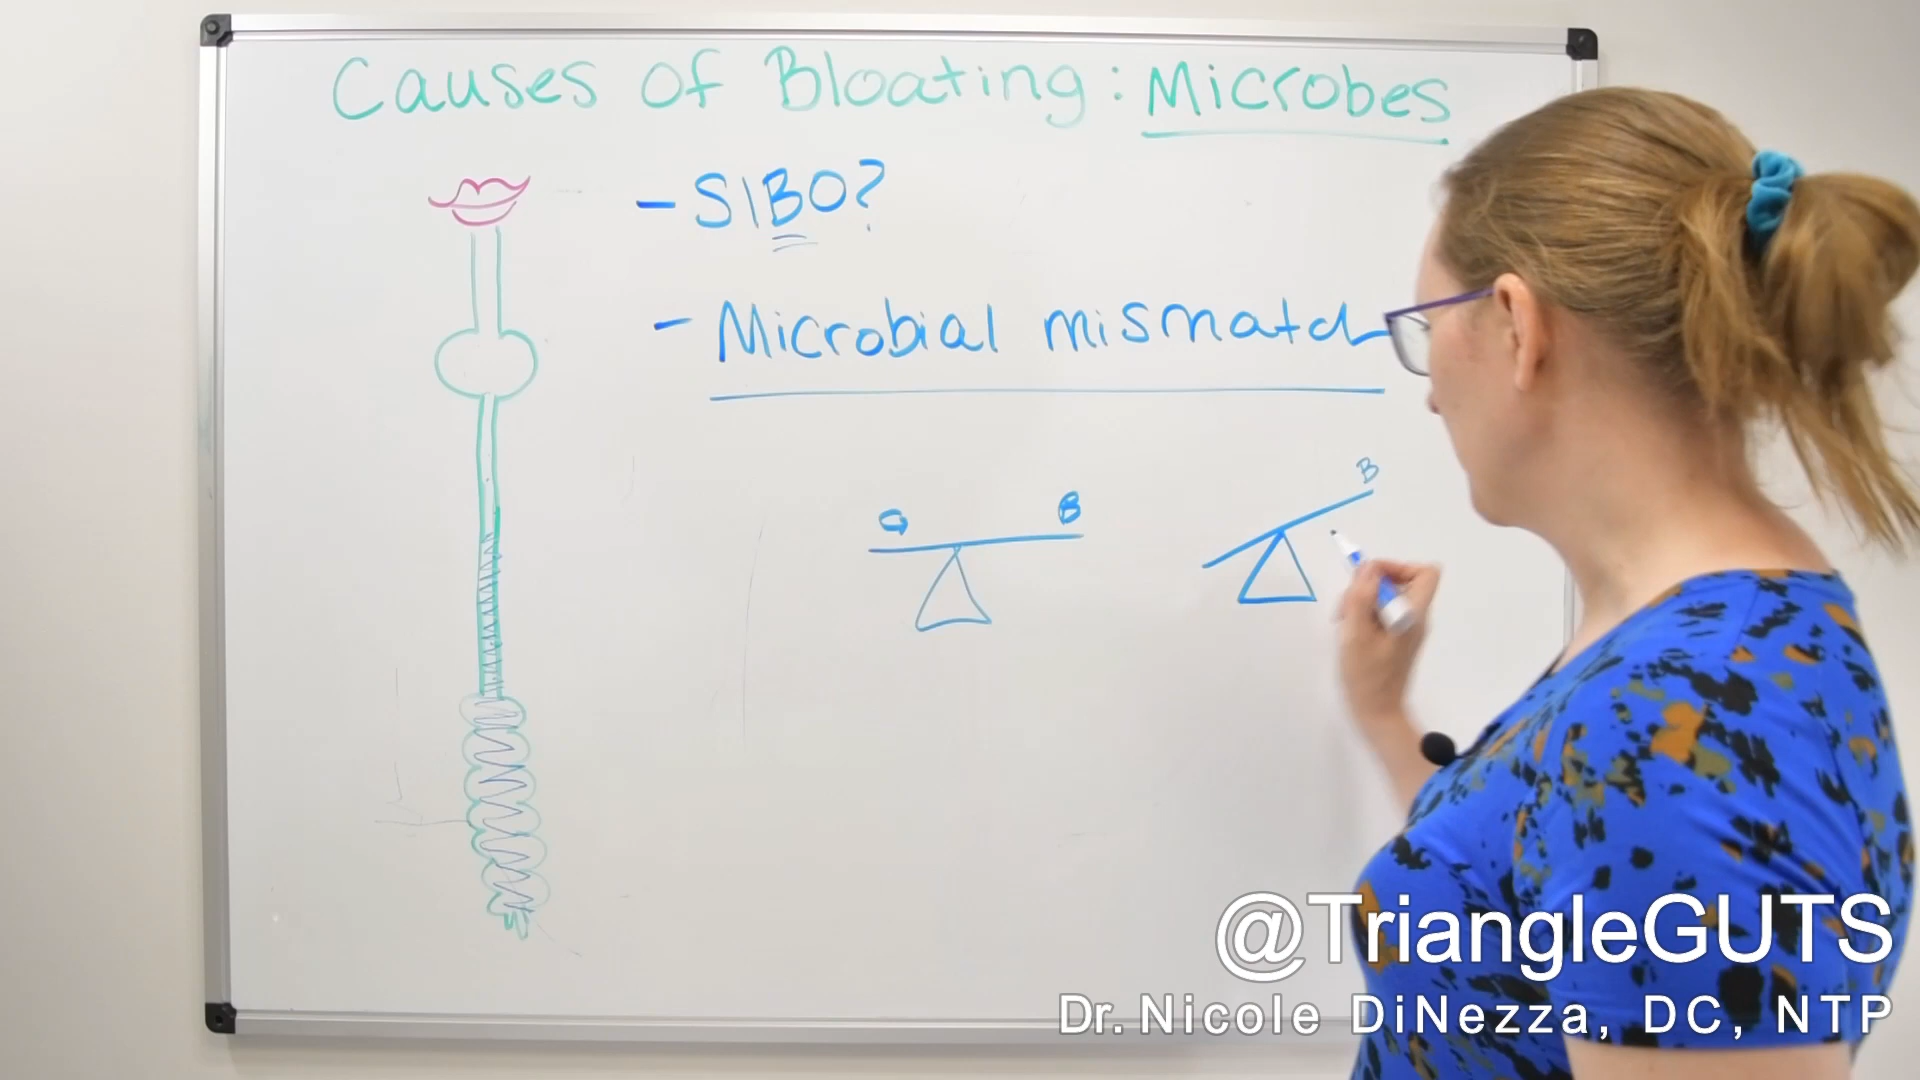 Causes of Bloating: Microbes
- SIBO?
- Microbial mismatch
G B
B
@TriangleGUTS
Dr. Nicole DiNezza, DC, NTP